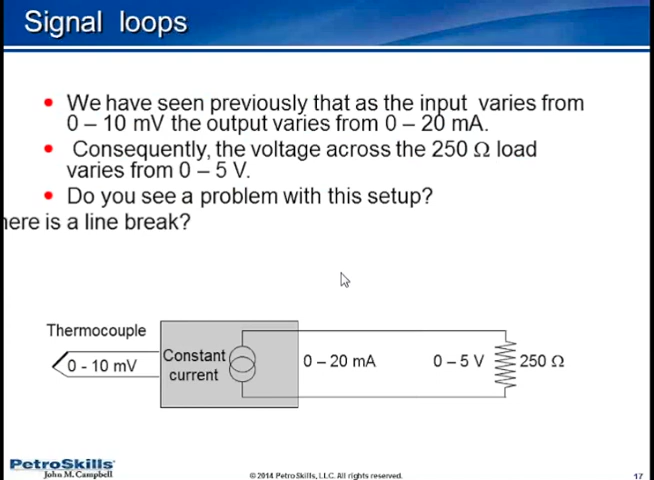 Signal loops
• We have seen previously that as the input varies from
0 – 10 mV the output varies from 0 – 20 mA.
• Consequently, the voltage across the 250 Ω load
varies from 0 – 5 V.
• Do you see a problem with this setup?
here is a line break?
Thermocouple
0 - 10 mV
Constant
current
0 – 20 mA
0 – 5 V
250 Ω
PetroSkills
John M. Campbell
© 2014 PetroSkills, LLC. All rights reserved.
17